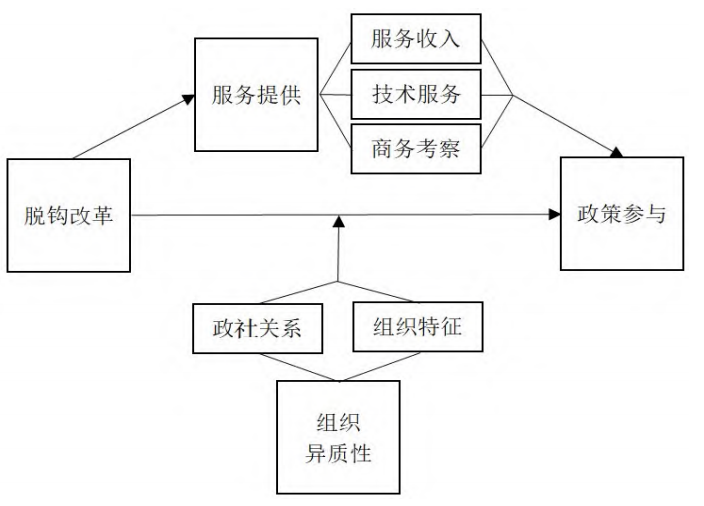 服务收入
服务提供
技术服务
商务考察
脱钩改革
政策参与
政社关系
组织特征
组织
异质性